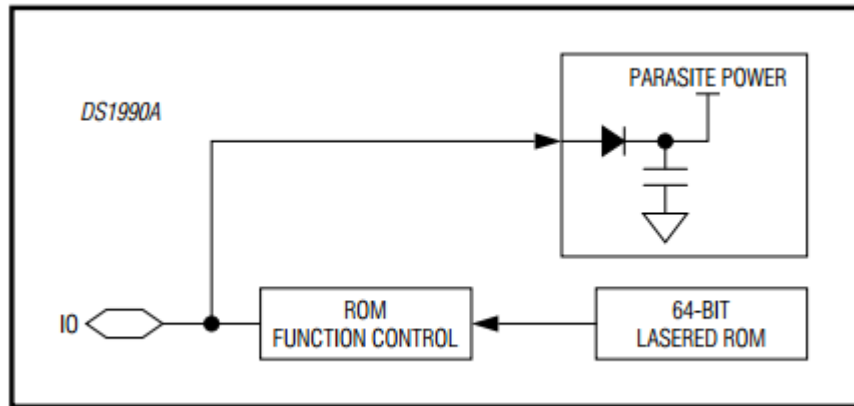 PARASITE POWER
DS1990A
IO
ROM
FUNCTION CONTROL
64-BIT
LASERED ROM